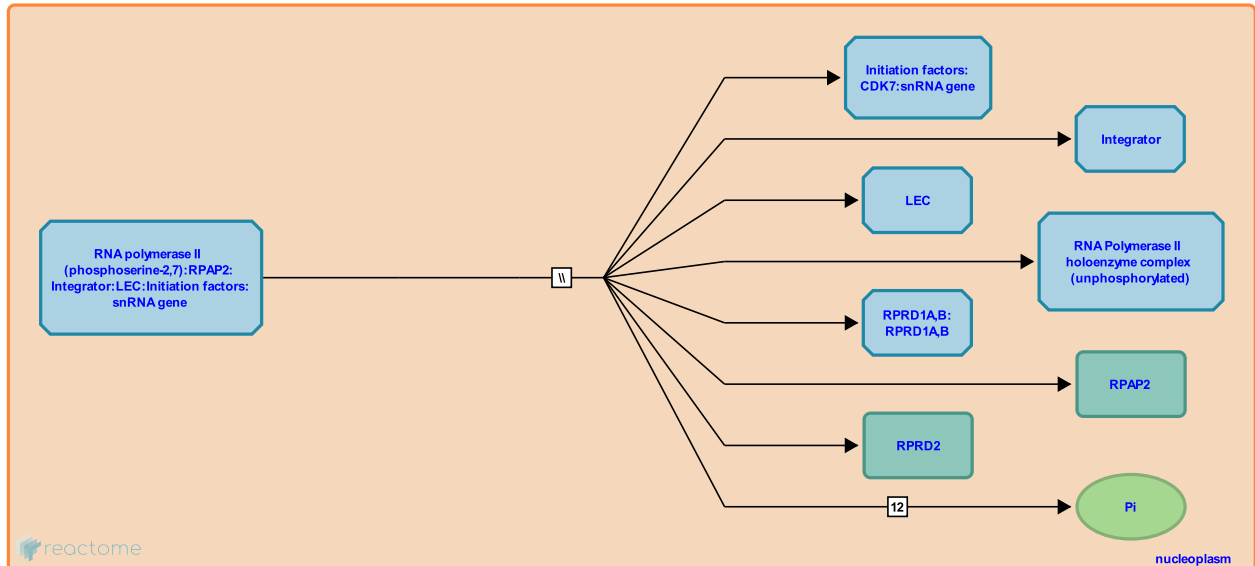 RNA polymerase II
(phosphoserine-2,7):RPAP2:
Integrator:LEC:Initiation factors:
snRNA gene
\\
Initiation factors:
CDK7:snRNA gene
Integrator
LEC
RNA Polymerase II
holoenzyme complex
(unphosphorylated)
RPRD1A,B:
RPRD1A,B
RPAP2
RPRD2
12
Pi
reactome
nucleoplasm